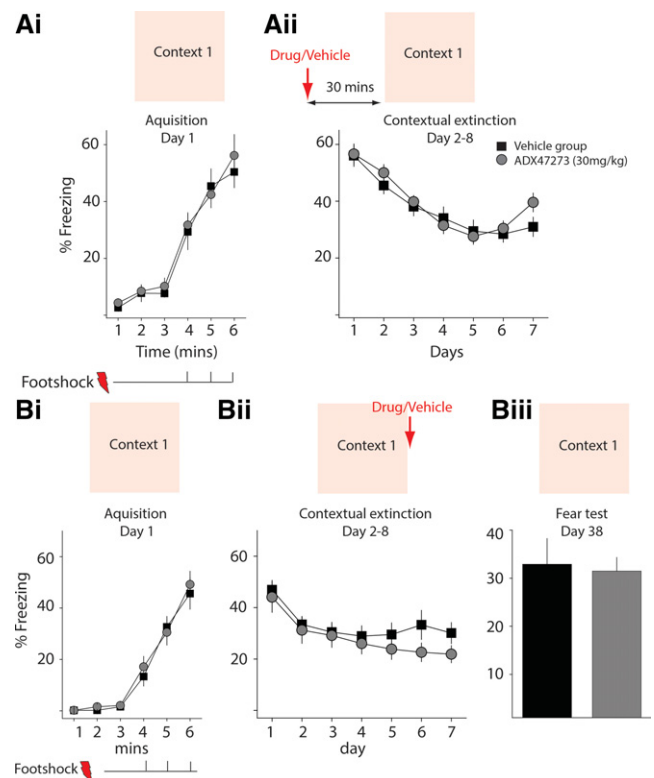 Ai
Context 1
Aquisition
Day 1
60
40
20
% Freezing
1 2 3 4 5 6
Time (mins)
Footshock
Aii
Drug/Vehicle
30 mins
Context 1
Contextual extinction
Day 2-8
Vehicle group
ADX47273 (30mg/kg)
60
40
20
1 2 3 4 5 6 7
Days
Bi
Context 1
Aquisition
Day 1
60
40
20
% Freezing
1 2 3 4 5 6
mins
Footshock
Bii
Drug/Vehicle
Context 1
Contextual extinction
Day 2-8
60
40
20
1 2 3 4 5 6 7
day
Biii
Context 1
Fear test
Day 38
40
30
20
10